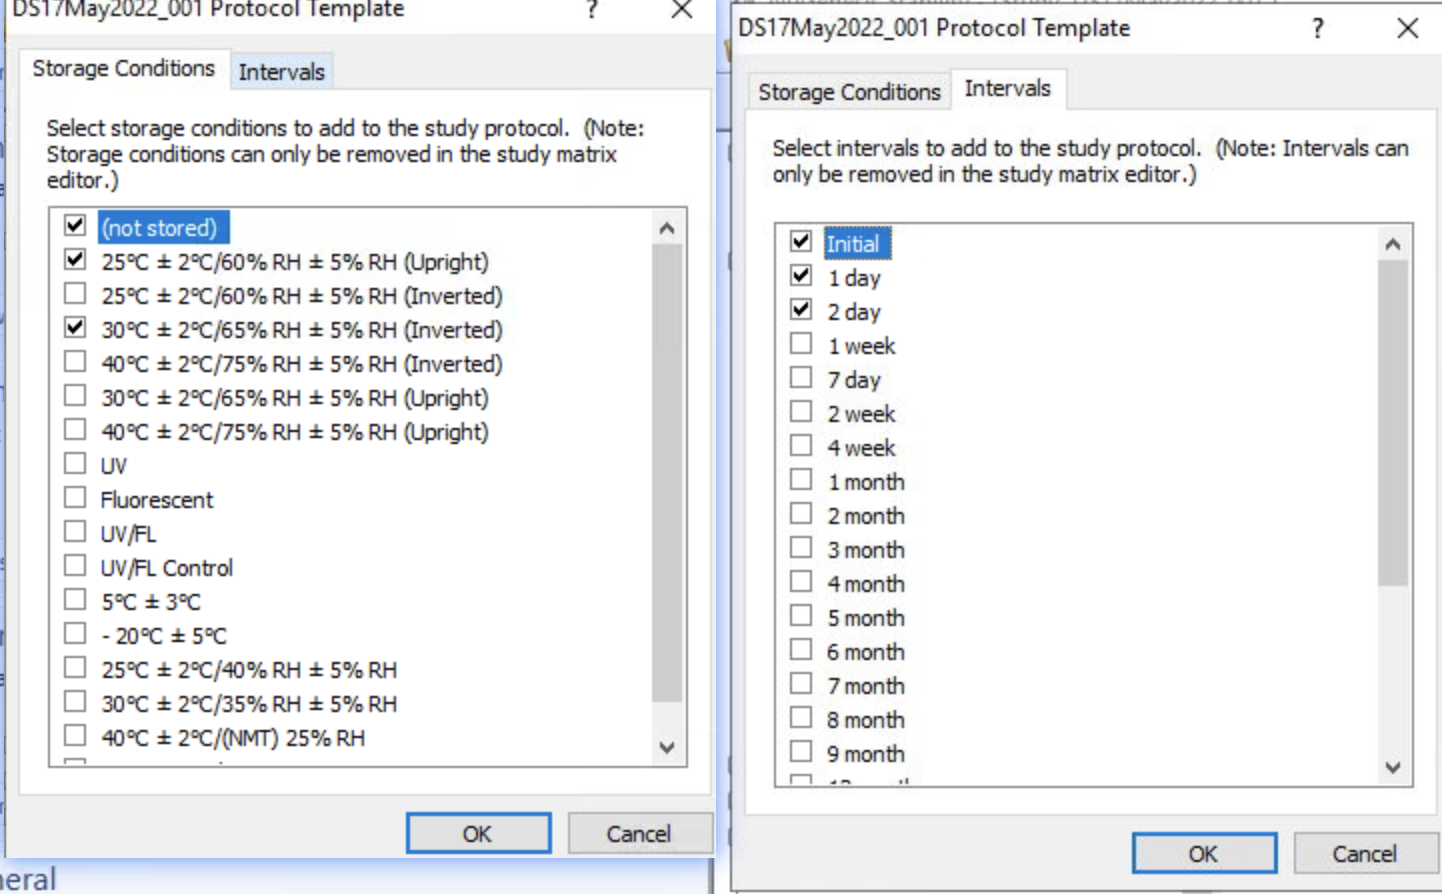 DS17May2022_001 Protocol Template
?
Storage Conditions
Intervals
Select storage conditions to add to the study protocol. (Note:
Storage conditions can only be removed in the study matrix
editor.)
(not stored)
25°C ± 2°C/60% RH ± 5% RH (Upright)
25°C ± 2°C/60% RH ± 5% RH (Inverted)
30°C ± 2°C/65% RH ± 5% RH (Inverted)
40°C ± 2°C/75% RH ± 5% RH (Inverted)
30°C ± 2°C/65% RH ± 5% RH (Upright)
40°C ± 2°C/75% RH ± 5% RH (Upright)
UV
Fluorescent
UV/FL
UV/FL Control
5°C ± 3°C
- 20°C ± 5°C
25°C ± 2°C/40% RH ± 5% RH
30°C ± 2°C/35% RH ± 5% RH
40°C ± 2°C/(NMT) 25% RH
OK
Cancel
neral
DS17May2022_001 Protocol Template
?
Storage Conditions
Intervals
Select intervals to add to the study protocol. (Note: Intervals can
only be removed in the study matrix editor.)
Initial
1 day
2 day
1 week
7 day
2 week
4 week
1 month
2 month
3 month
4 month
5 month
6 month
7 month
8 month
9 month
OK
Cancel